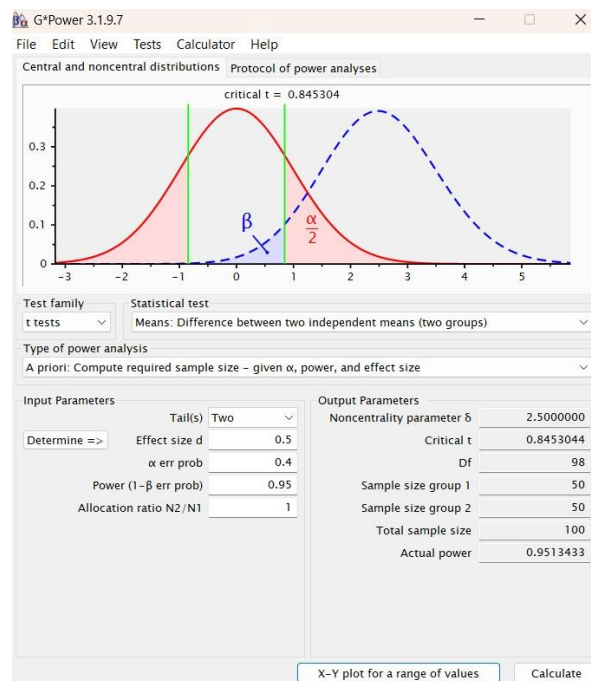 βα G*Power 3.1.9.7
File Edit View Tests Calculator Help
Central and noncentral distributions Protocol of power analyses
critical t = 0.845304
0.3
0.2
0.1
0
β
α
2
-3 -2 -1 0 1 2 3 4 5
Test family Statistical test
t tests Means: Difference between two independent means (two groups)
Type of power analysis
A priori: Compute required sample size – given α, power, and effect size
Input Parameters Output Parameters
Tail(s) Two Noncentrality parameter δ 2.5000000
Determine => Effect size d 0.5 Critical t 0.8453044
α err prob 0.4 Df 98
Power (1-β err prob) 0.95 Sample size group 1 50
Allocation ratio N2/N1 1 Sample size group 2 50
Total sample size 100
Actual power 0.9513433
X-Y plot for a range of values Calculate